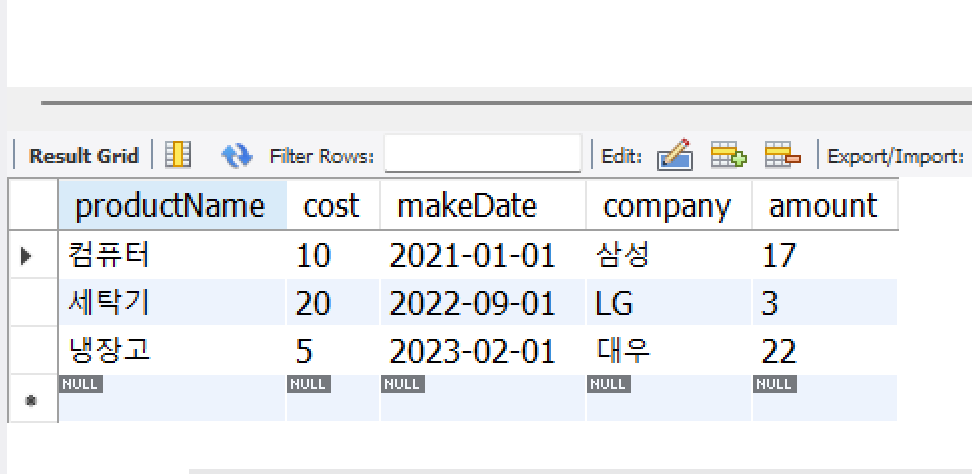 Result Grid Filter Rows: Edit: Export/Import:
productName cost makeDate company amount
컴퓨터 10 2021-01-01 삼성 17
세탁기 20 2022-09-01 LG 3
냉장고 5 2023-02-01 대우 22
NULL NULL NULL NULL NULL